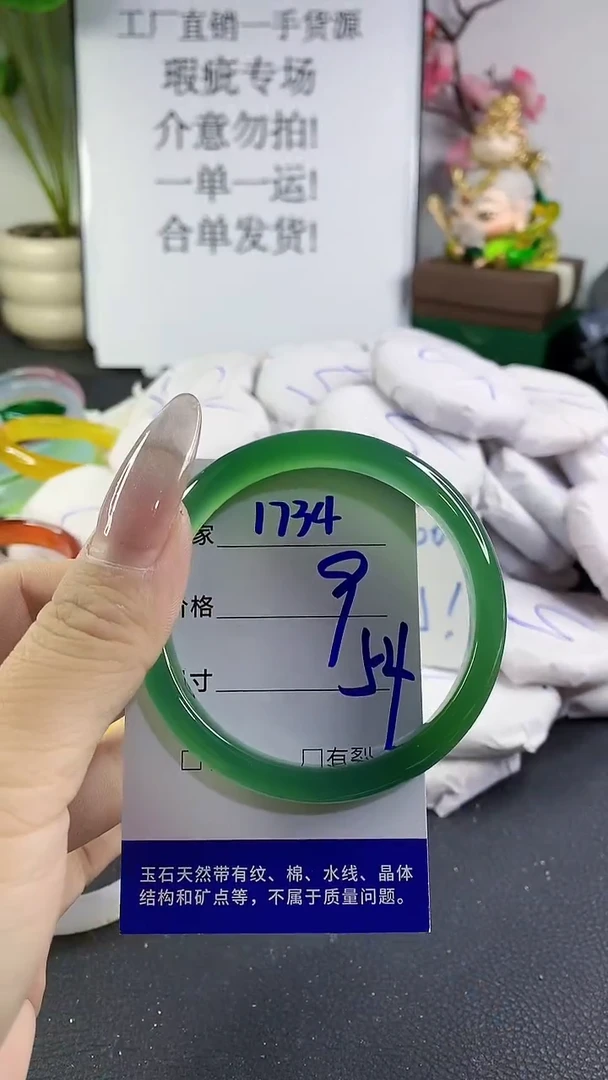 工厂直销一手货源
瑕疵专场
介意勿拍!
一单一运!
合单发货!
家 1734
价格 9
寸 54
有裂
玉石天然带有纹、棉、水线、晶体
结构和矿点等，不属于质量问题。